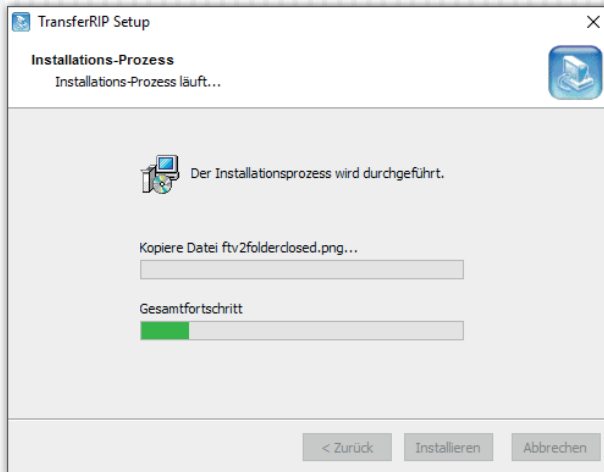 TransferRIP Setup
Installations-Prozess
Installations-Prozess läuft...
Der Installationsprozess wird durchgeführt.
Kopiere Datei ftv2folderclosed.png...
Gesamtfortschritt
< Zurück Installieren Abbrechen